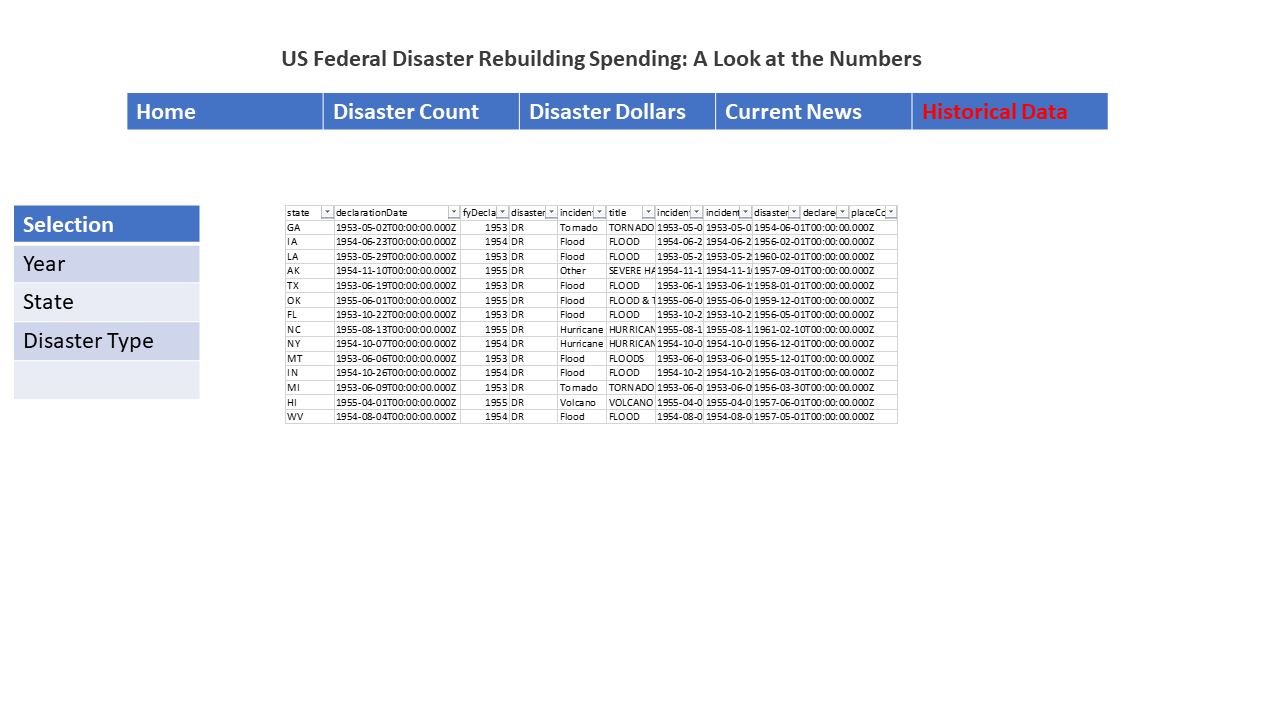 US Federal Disaster Rebuilding Spending: A Look at the Numbers
Home Disaster Count Disaster Dollars Current News Historical Data
Selection
Year
State
Disaster Type
state declarationDate fyDecla disaster incident title incident incident disaster declare placeCo
GA 1953-05-02T00:00:00.000Z 1953 DR Tornado TORNADO 1953-05-0 1953-05-0 1954-06-01T00:00:00.000Z
IA 1954-06-23T00:00:00.000Z 1954 DR Flood FLOOD 1954-06-2 1954-06-2 1956-02-01T00:00:00.000Z
LA 1953-05-29T00:00:00.000Z 1953 DR Flood FLOOD 1953-05-2 1953-05-2 1960-02-01T00:00:00.000Z
AK 1954-11-10T00:00:00.000Z 1955 DR Other SEVERE HA 1954-11-1 1954-11-1 1957-09-01T00:00:00.000Z
TX 1953-06-19T00:00:00.000Z 1953 DR Flood FLOOD 1953-06-1 1953-06-1 1958-01-01T00:00:00.000Z
OK 1955-06-01T00:00:00.000Z 1955 DR Flood FLOOD & T 1955-06-0 1955-06-0 1959-12-01T00:00:00.000Z
FL 1953-10-22T00:00:00.000Z 1953 DR Flood FLOOD 1953-10-2 1953-10-2 1956-05-01T00:00:00.000Z
NC 1955-08-13T00:00:00.000Z 1955 DR Hurricane HURRICAN 1955-08-1 1955-08-1 1961-02-10T00:00:00.000Z
NY 1954-10-07T00:00:00.000Z 1954 DR Hurricane HURRICAN 1954-10-0 1954-10-0 1956-12-01T00:00:00.000Z
MT 1953-06-06T00:00:00.000Z 1953 DR Flood FLOODS 1953-06-0 1953-06-0 1955-12-01T00:00:00.000Z
IN 1954-10-26T00:00:00.000Z 1954 DR Flood FLOOD 1954-10-2 1954-10-2 1956-03-01T00:00:00.000Z
MI 1953-06-09T00:00:00.000Z 1953 DR Tornado TORNADO 1953-06-0 1953-06-0 1956-03-30T00:00:00.000Z
HI 1955-04-01T00:00:00.000Z 1955 DR Volcano VOLCANO 1955-04-0 1955-04-0 1957-06-01T00:00:00.000Z
WV 1954-08-04T00:00:00.000Z 1954 DR Flood FLOOD 1954-08-0 1954-08-0 1957-05-01T00:00:00.000Z